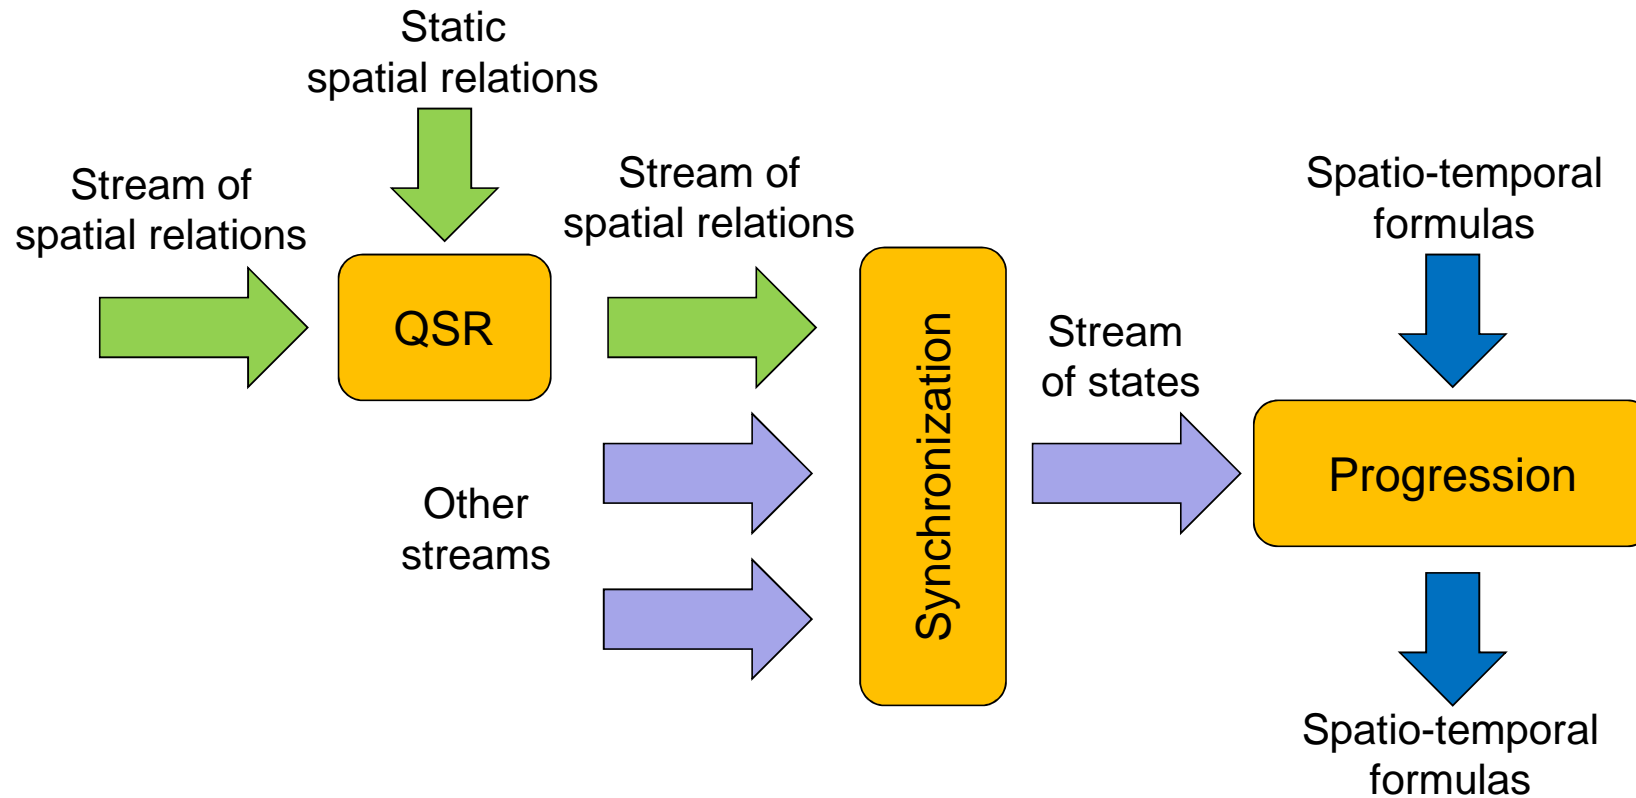 Static
spatial relations
Stream of
spatial relations
QSR
Stream of
spatial relations
Other
streams
Synchronization
Stream
of states
Spatio-temporal
formulas
Progression
Spatio-temporal
formulas